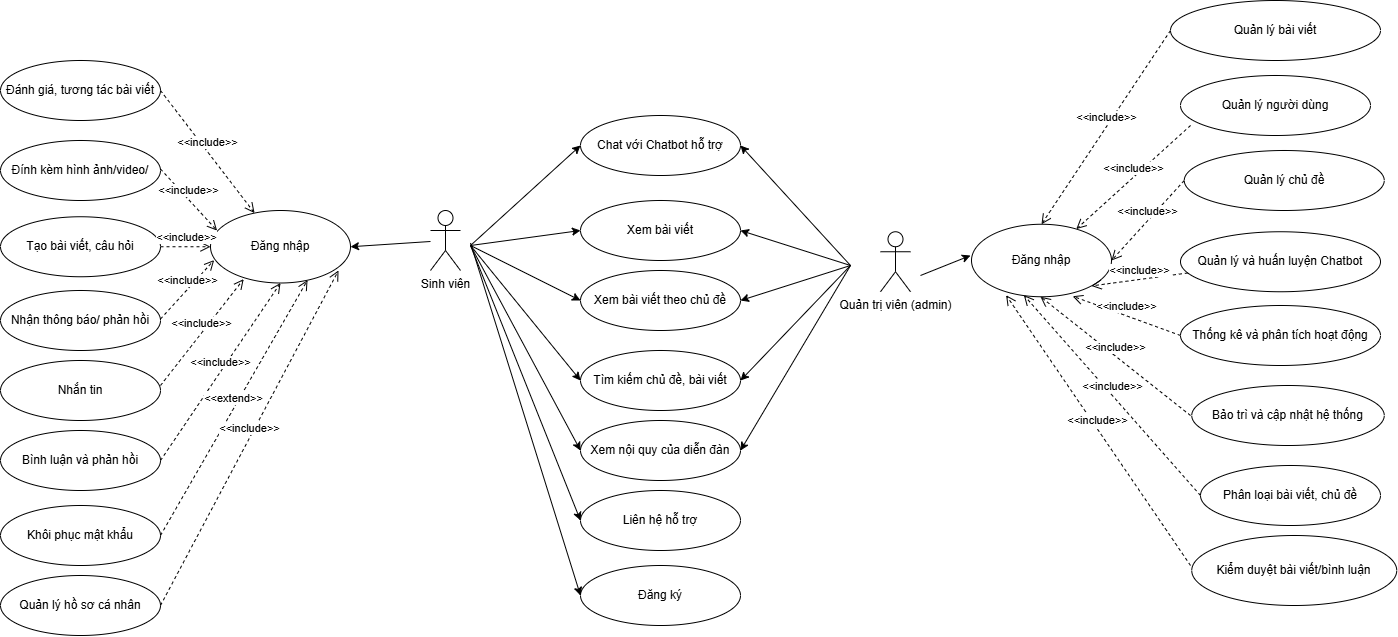 Đánh giá, tương tác bài viết
<<include>>
Đính kèm hình ảnh/video/
<<include>>
Tạo bài viết, câu hỏi
<<include>>
Nhận thông báo/ phản hồi
<<include>>
Nhắn tin
<<include>>
Bình luận và phản hồi
<<include>>
Khôi phục mật khẩu
<<extend>>
Quản lý hồ sơ cá nhân
<<include>>
Đăng nhập
Sinh viên
Chat với Chatbot hỗ trợ
Xem bài viết
Xem bài viết theo chủ đề
Tìm kiếm chủ đề, bài viết
Xem nội quy của diễn đàn
Liên hệ hỗ trợ
Đăng ký
Quản trị viên (admin)
Đăng nhập
Quản lý bài viết
<<include>>
Quản lý người dùng
<<include>>
Quản lý chủ đề
<<include>>
Quản lý và huấn luyện Chatbot
<<include>>
Thống kê và phân tích hoạt động
<<include>>
Bảo trì và cập nhật hệ thống
<<include>>
Phân loại bài viết, chủ đề
<<include>>
Kiểm duyệt bài viết/bình luận
<<include>>